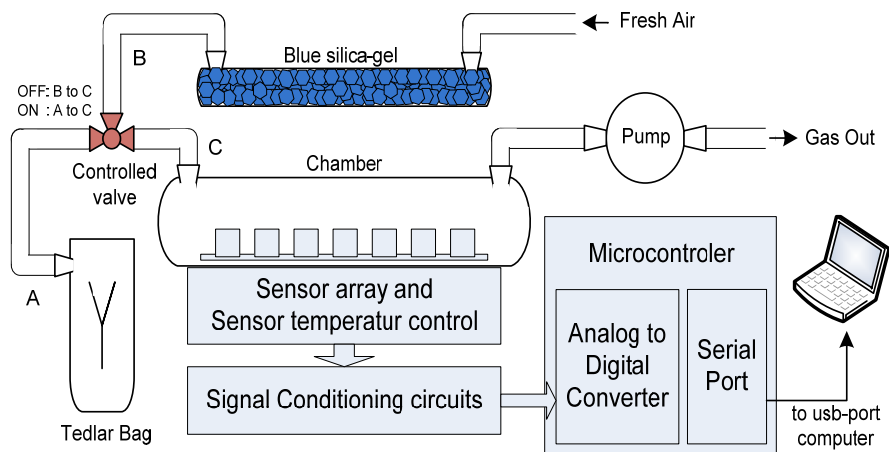 Fresh Air
Blue silica-gel
B
OFF: B to C
ON : A to C
Controlled
valve
C
Chamber
Pump
Gas Out
A
Tedlar Bag
Sensor array and
Sensor temperatur control
Signal Conditioning circuits
Microcontroler
Analog to
Digital
Converter
Serial
Port
to usb-port
computer